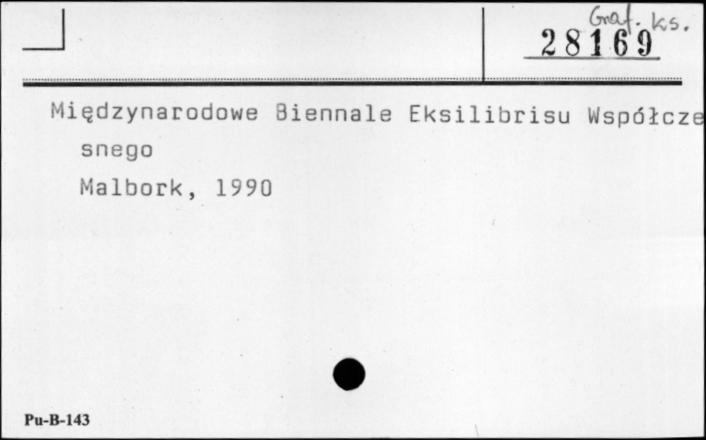 Graf. ks.
28169
Międzynarodowe Biennale Eksilibrisu Współcze
snego
Malbork, 1990
Pu-B-143